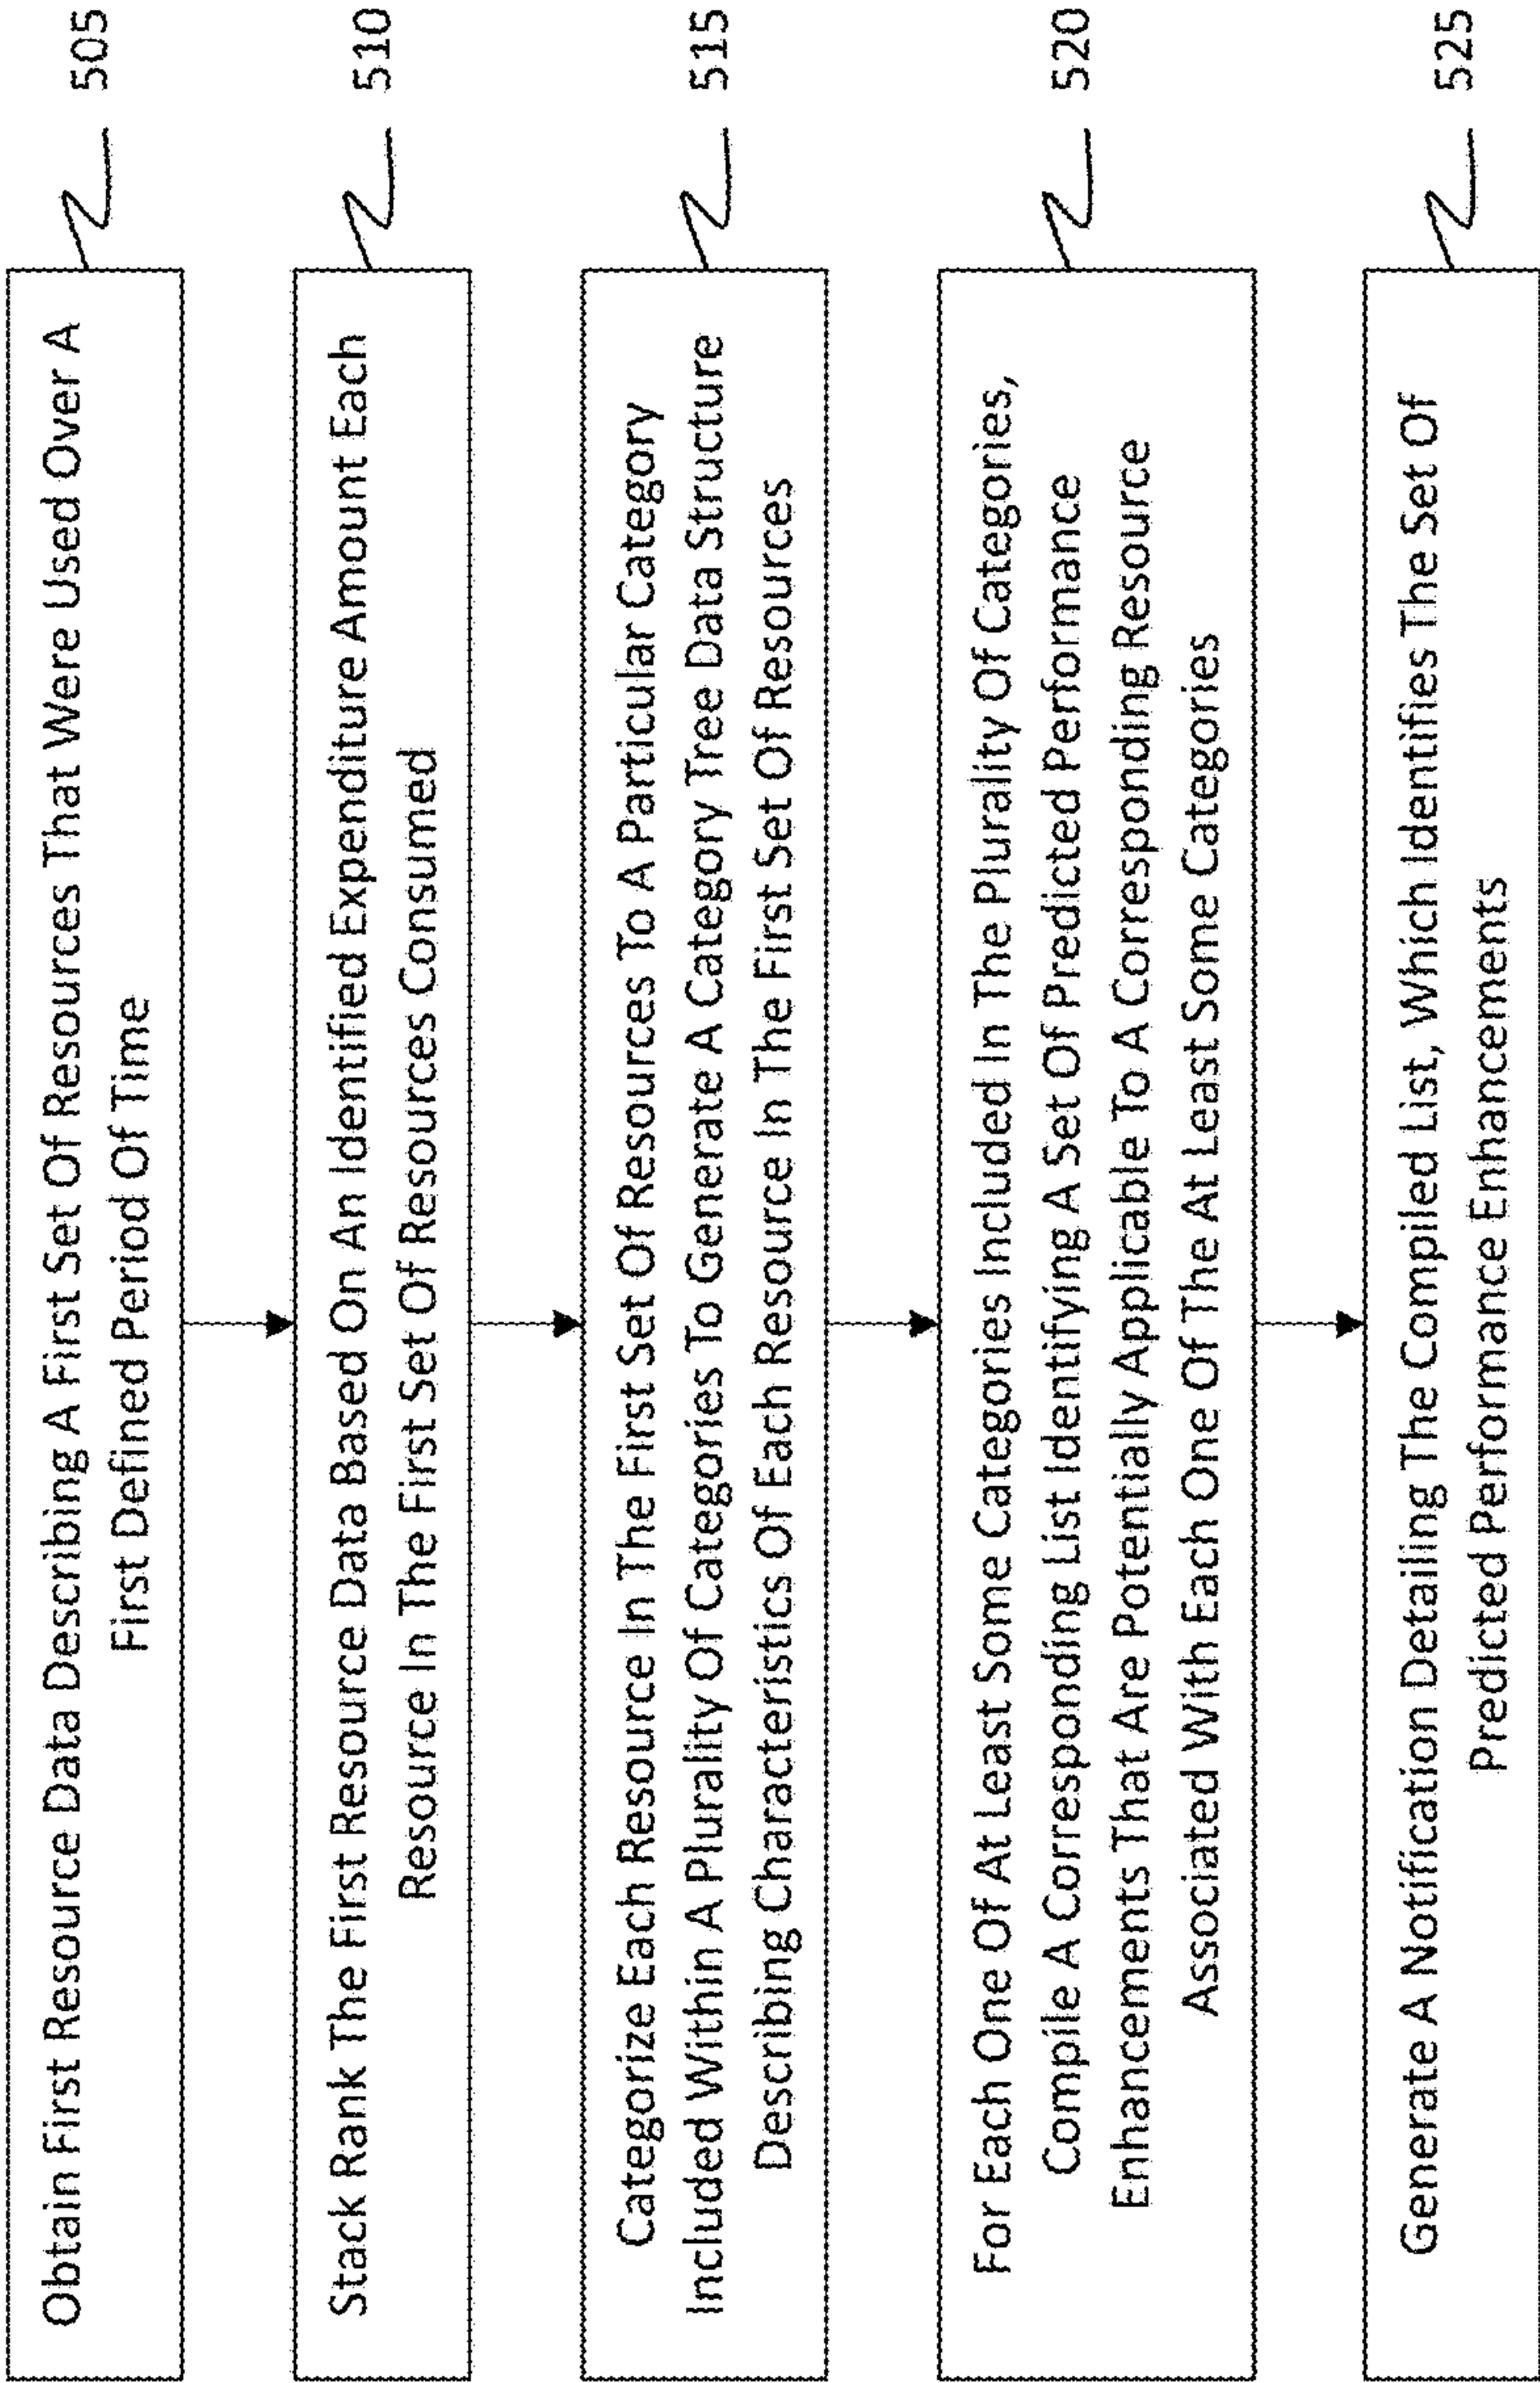 Obtain First Resource Data Describing A First Set Of Resources That Were Used Over A
First Defined Period Of Time
505
Stack Rank The First Resource Data Based On An Identified Expenditure Amount Each
Resource In The First Set Of Resources Consumed
510
Categorize Each Resource In The First Set Of Resources To A Particular Category
Included Within A Plurality Of Categories To Generate A Category Tree Data Structure
Describing Characteristics Of Each Resource In The First Set Of Resources
515
For Each One Of At Least Some Categories Included In The Plurality Of Categories,
Compile A Corresponding List Identifying A Set Of Predicted Performance
Enhancements That Are Potentially Applicable To A Corresponding Resource
Associated With Each One Of The At Least Some Categories
520
Generate A Notification Detailing The Compiled List, Which Identifies The Set Of
Predicted Performance Enhancements
525